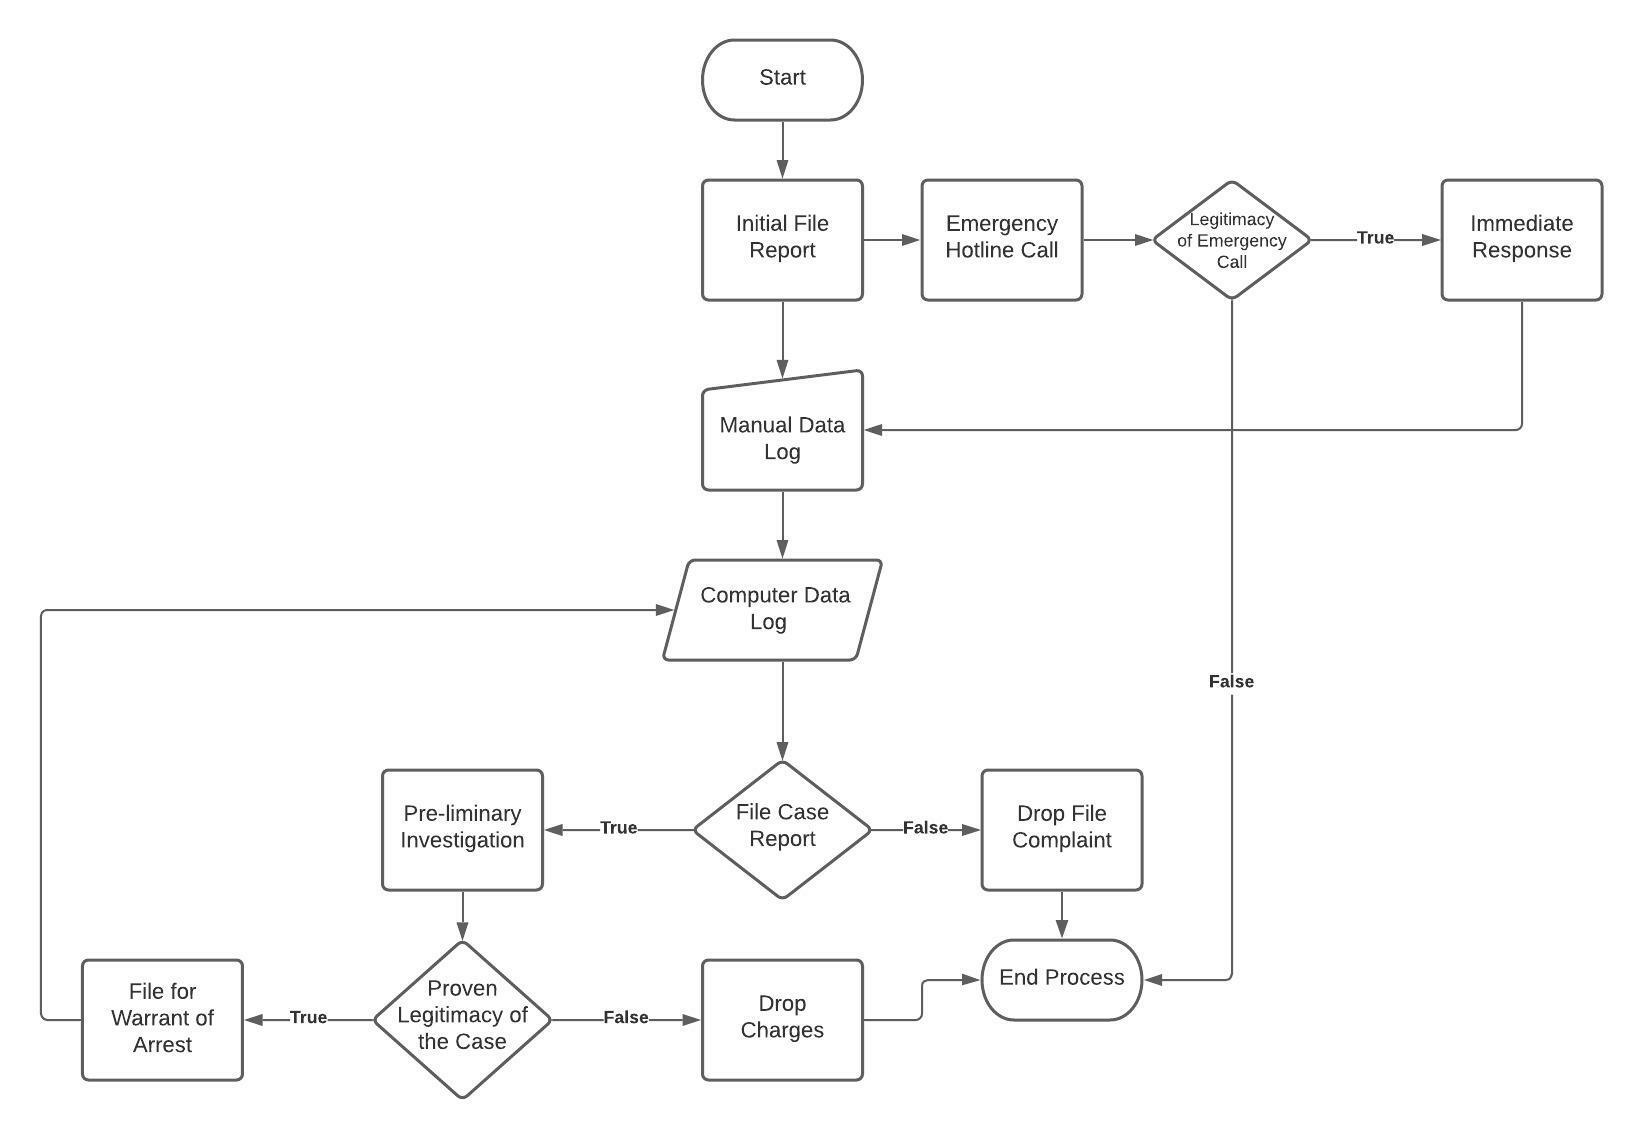 Start
Initial File
Report
Emergency
Hotline Call
Legitimacy
of Emergency
Call
True
Immediate
Response
Manual Data
Log
Computer Data
Log
False
Pre-liminary
Investigation
True
File Case
Report
False
Drop File
Complaint
File for
Warrant of
Arrest
True
Proven
Legitimacy of
the Case
False
Drop
Charges
End Process